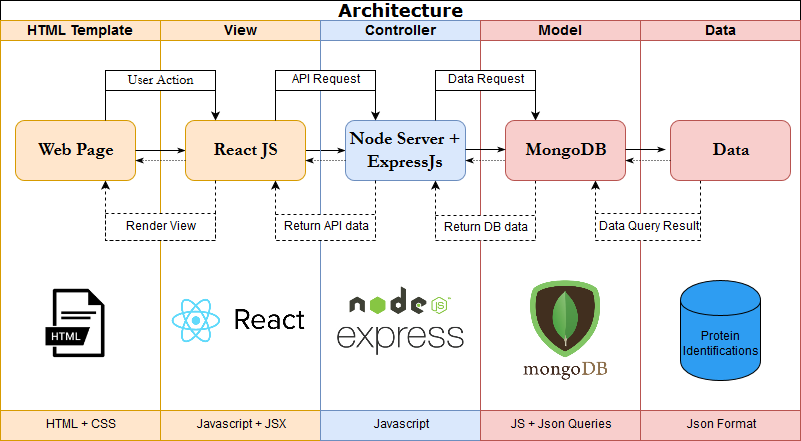 Architecture
HTML Template
View
Controller
Model
Data
User Action
API Request
Data Request
Web Page
React JS
Node Server +
ExpressJs
MongoDB
Data
Render View
Return API data
Return DB data
Data Query Result
HTML
React
node
JS
express
mongoDB
Protein
Identifications
HTML + CSS
Javascript + JSX
Javascript
JS + Json Queries
Json Format